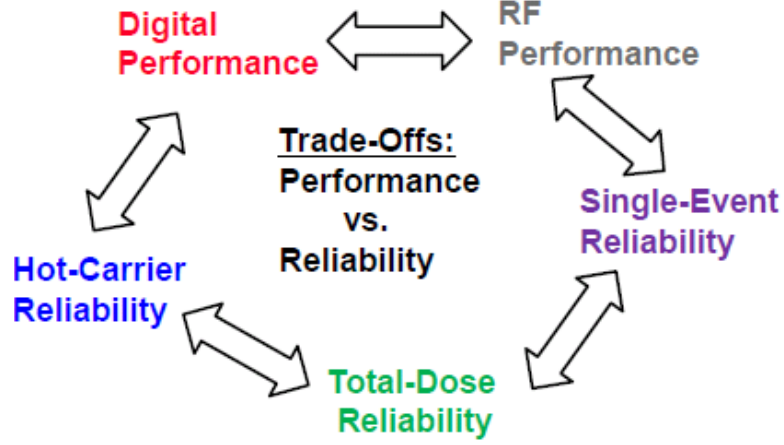 Digital
Performance
RF
Performance
Trade-Offs:
Performance
vs.
Reliability
Single-Event
Reliability
Hot-Carrier
Reliability
Total-Dose
Reliability